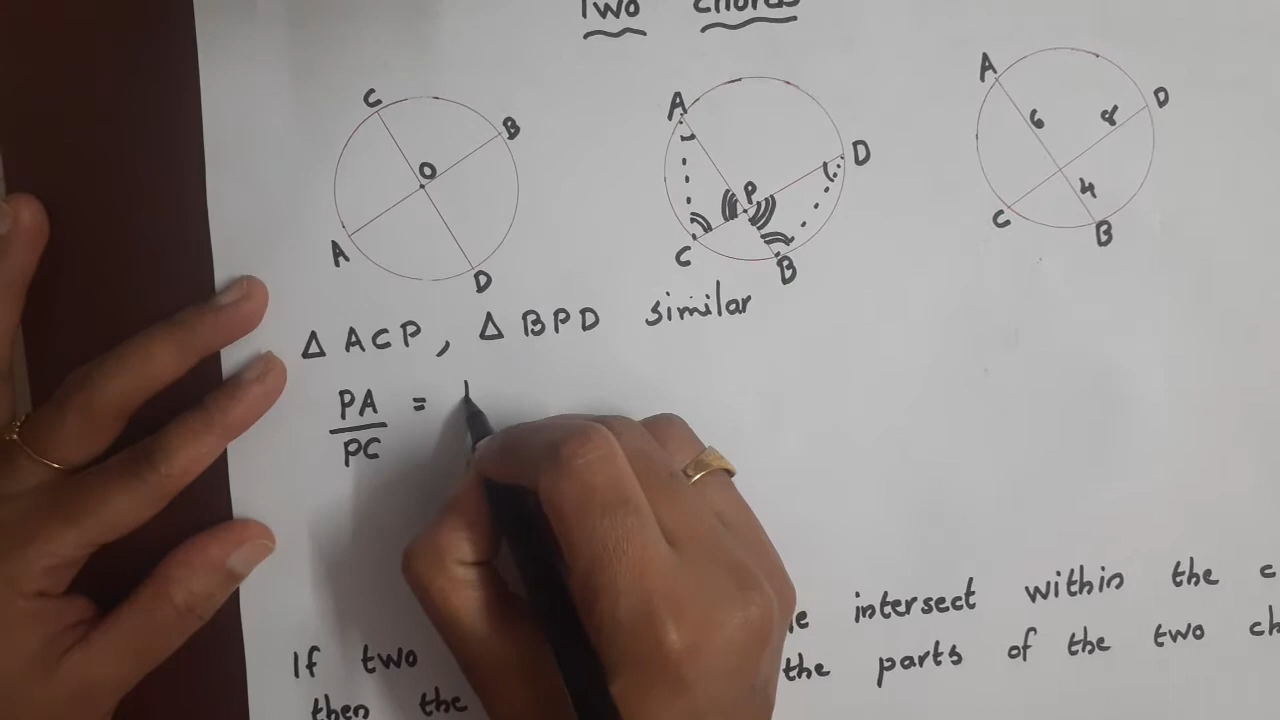 Two chords
C B O A D
A D P C B
A D 6 8 4 C B
Δ ACP, Δ BPD similar
PA
=
PC
intersect within the
If two the parts of the two
then the